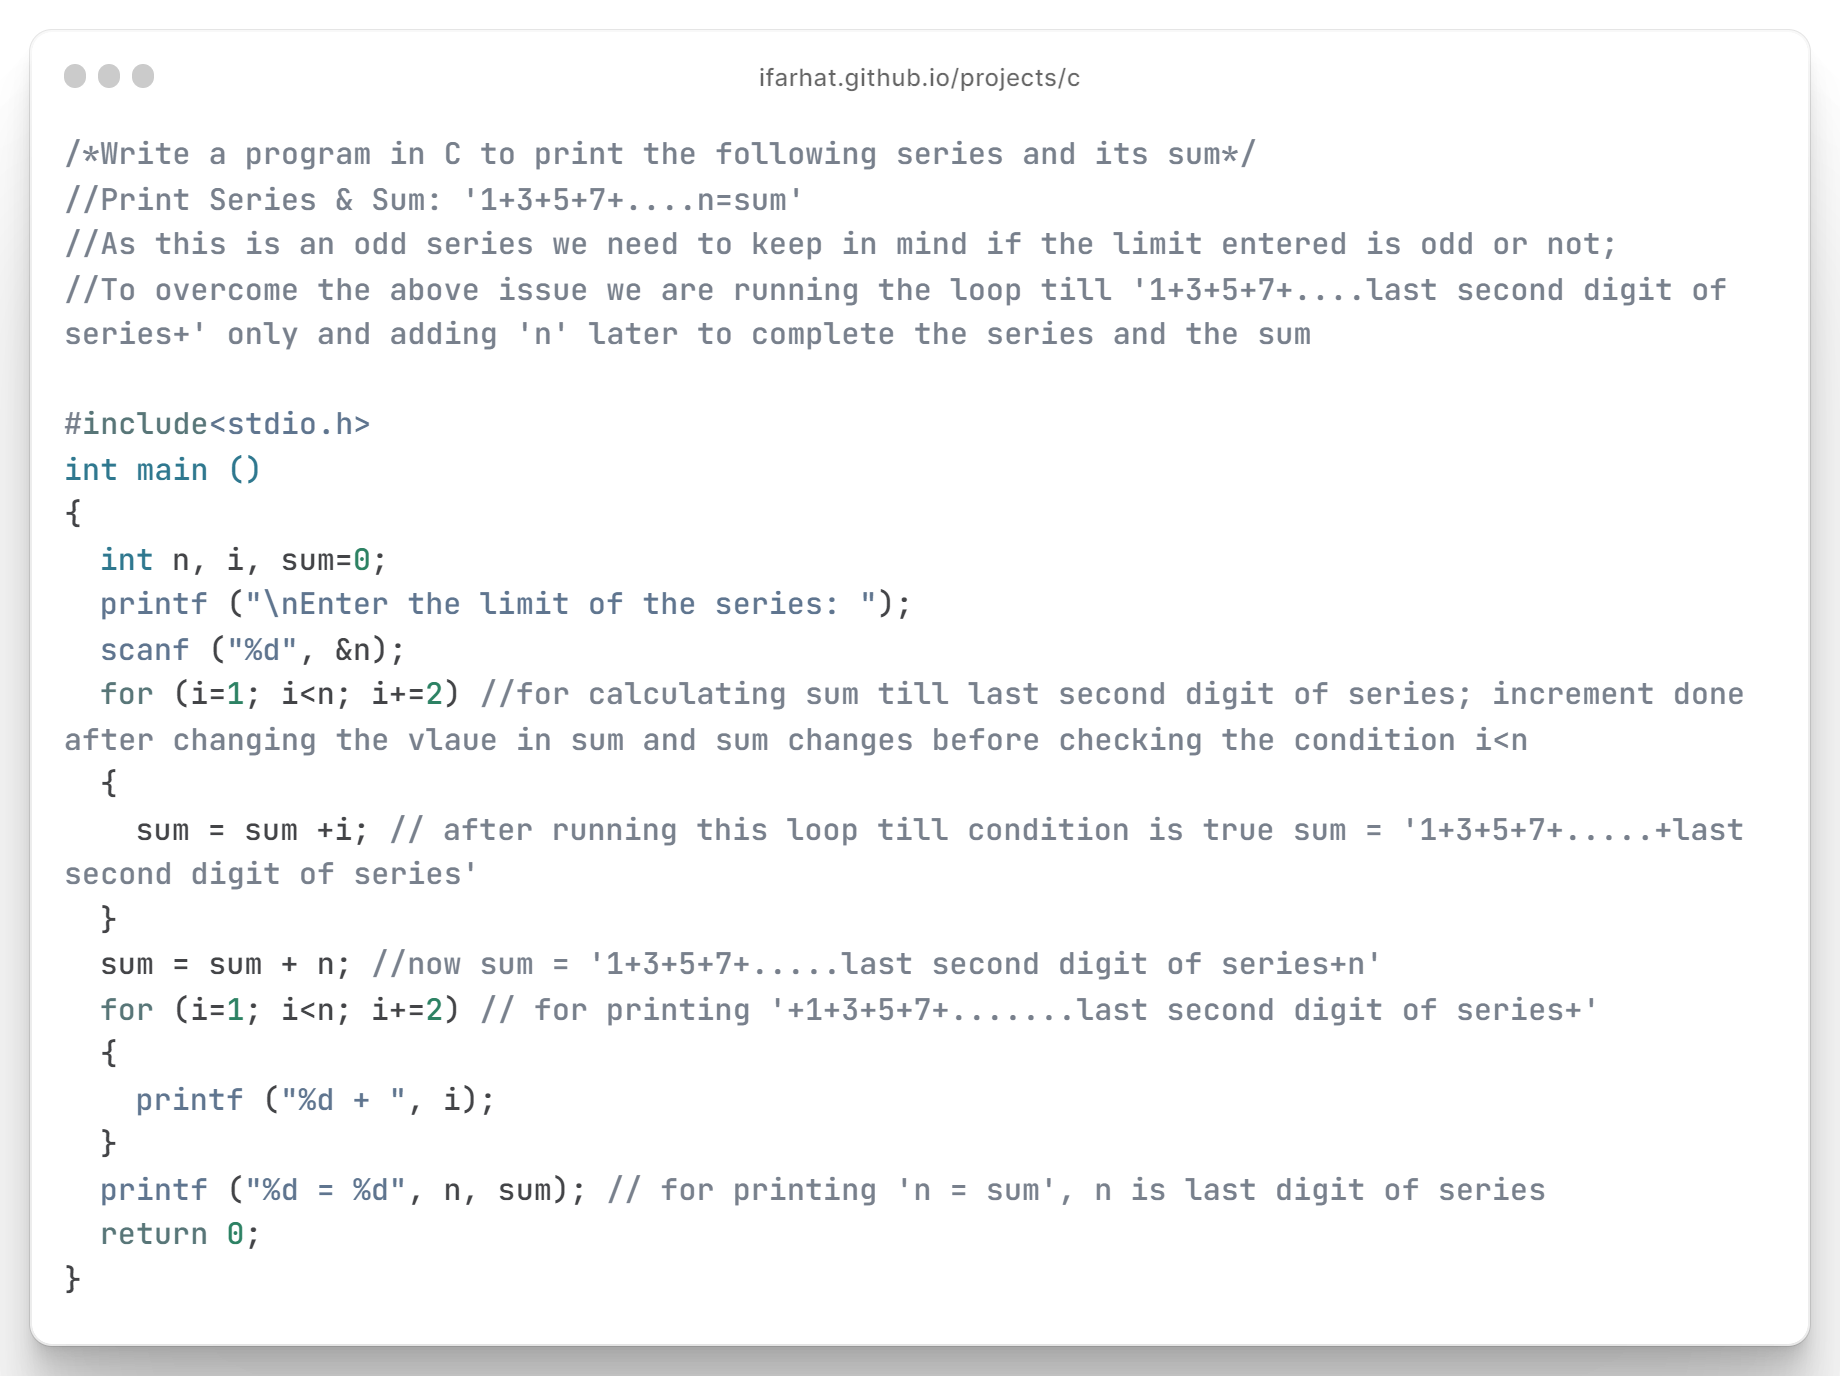 ifarhat.github.io/projects/c
/*Write a program in C to print the following series and its sum*/
//Print Series & Sum: '1+3+5+7+....n=sum'
//As this is an odd series we need to keep in mind if the limit entered is odd or not;
//To overcome the above issue we are running the loop till '1+3+5+7+....last second digit of
series+' only and adding 'n' later to complete the series and the sum

#include<stdio.h>
int main ()
{
  int n, i, sum=0;
  printf ("\nEnter the limit of the series: ");
  scanf ("%d", &n);
  for (i=1; i<n; i+=2) //for calculating sum till last second digit of series; increment done
after changing the vlaue in sum and sum changes before checking the condition i<n
  {
    sum = sum +i; // after running this loop till condition is true sum = '1+3+5+7+.....+last
second digit of series'
  }
  sum = sum + n; //now sum = '1+3+5+7+.....last second digit of series+n'
  for (i=1; i<n; i+=2) // for printing '+1+3+5+7+.......last second digit of series+'
  {
    printf ("%d + ", i);
  }
  printf ("%d = %d", n, sum); // for printing 'n = sum', n is last digit of series
  return 0;
}